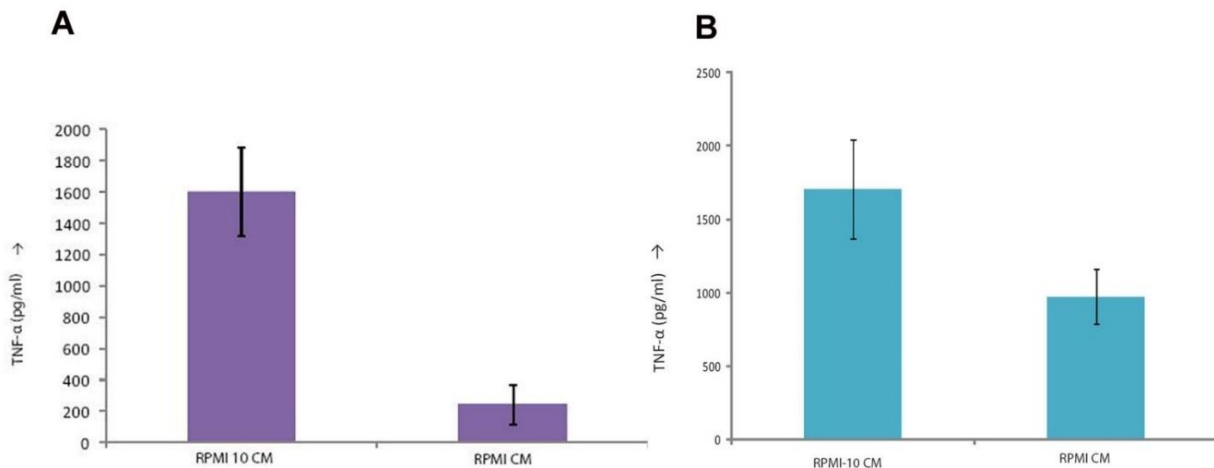 A
2000
1800
1600
1400
1200
1000
800
600
400
200
0
TNF-α (pg/ml) →
RPMI 10 CM
RPMI CM
B
2500
2000
1500
1000
500
0
TNF-α (pg/ml) →
RPMI-10 CM
RPMI CM